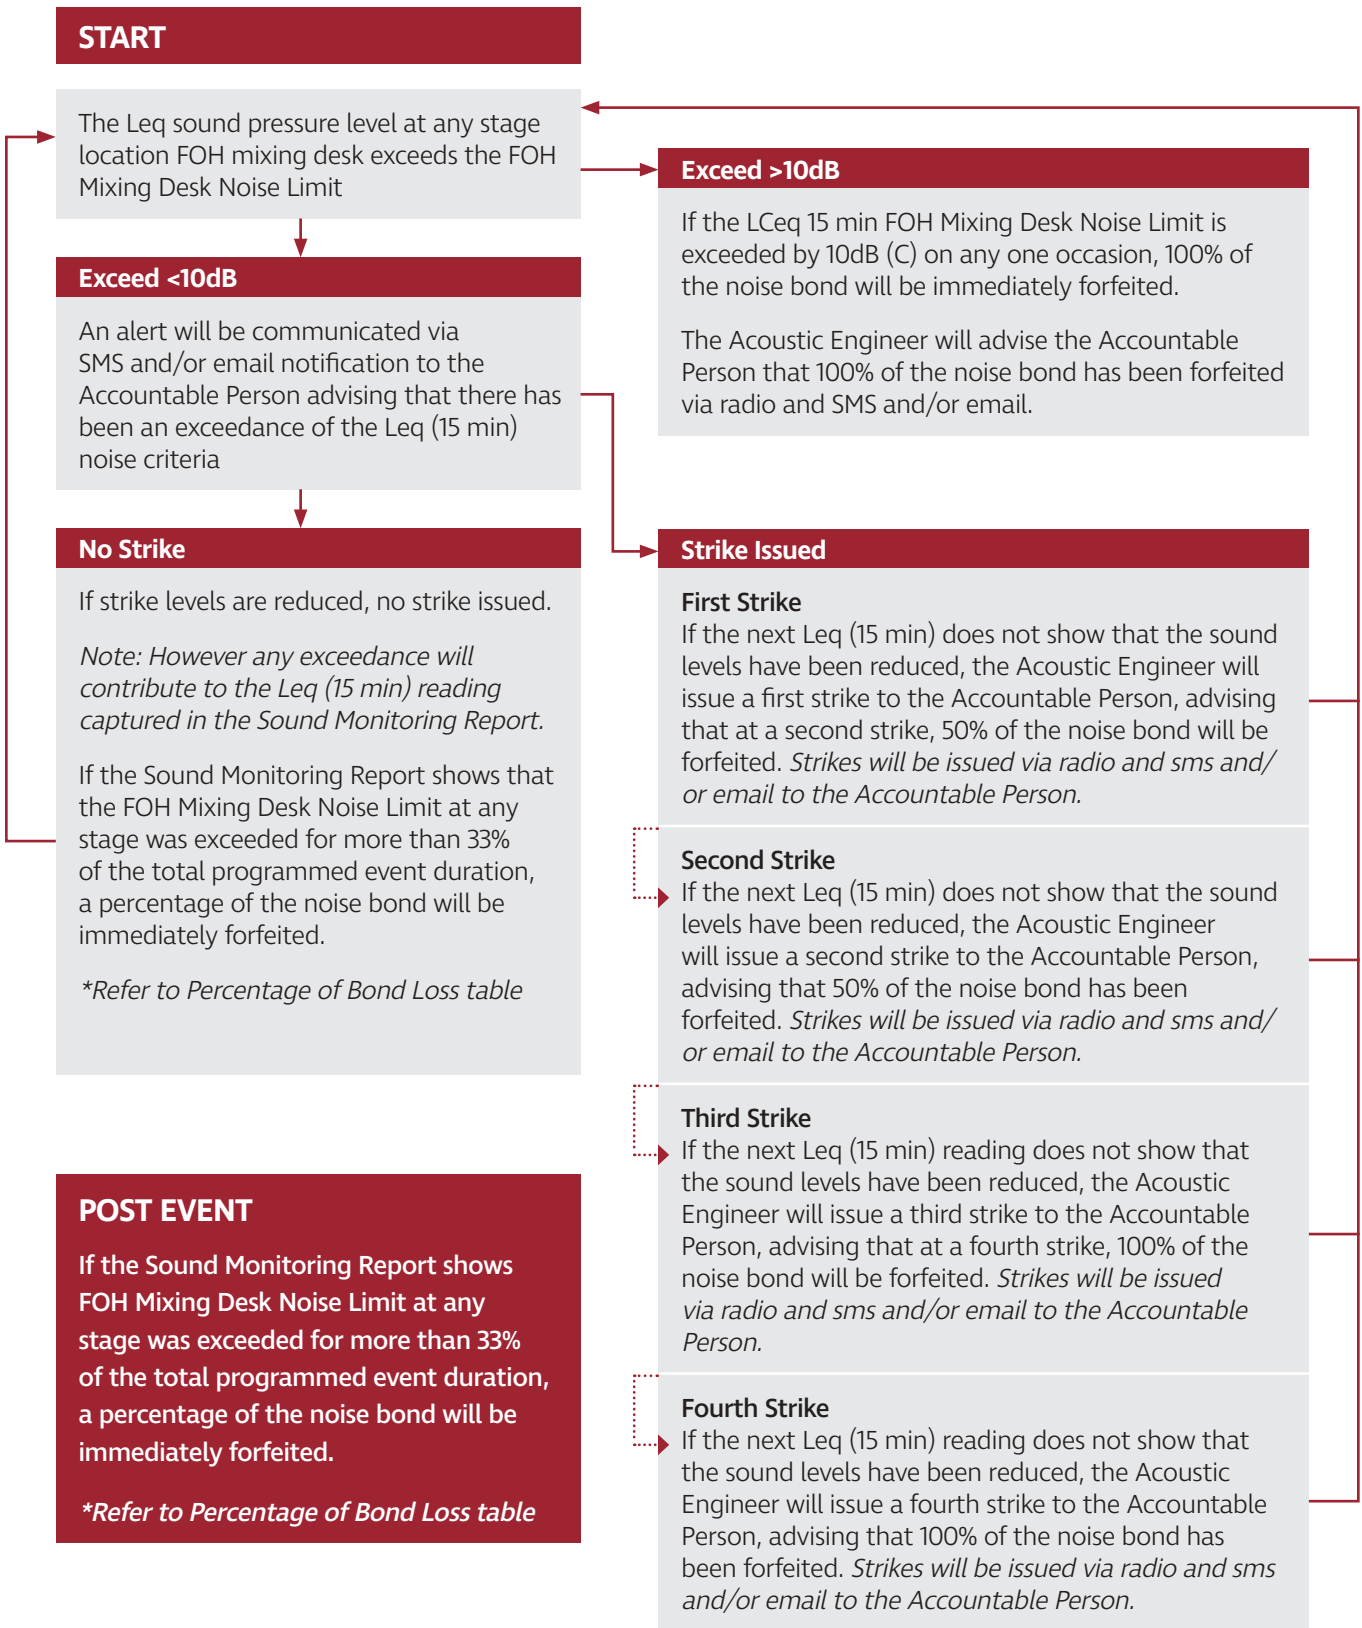 START
The Leq sound pressure level at any stage
location FOH mixing desk exceeds the FOH
Mixing Desk Noise Limit
Exceed >10dB
If the LCeq 15 min FOH Mixing Desk Noise Limit is
exceeded by 10dB (C) on any one occasion, 100% of
the noise bond will be immediately forfeited.
The Acoustic Engineer will advise the Accountable
Person that 100% of the noise bond has been forfeited
via radio and SMS and/or email.
Exceed <10dB
An alert will be communicated via
SMS and/or email notification to the
Accountable Person advising that there has
been an exceedance of the Leq (15 min)
noise criteria
No Strike
If strike levels are reduced, no strike issued.
Note: However any exceedance will
contribute to the Leq (15 min) reading
captured in the Sound Monitoring Report.
If the Sound Monitoring Report shows that
the FOH Mixing Desk Noise Limit at any
stage was exceeded for more than 33%
of the total programmed event duration,
a percentage of the noise bond will be
immediately forfeited.
*Refer to Percentage of Bond Loss table
Strike Issued
First Strike
If the next Leq (15 min) does not show that the sound
levels have been reduced, the Acoustic Engineer will
issue a first strike to the Accountable Person, advising
that at a second strike, 50% of the noise bond will be
forfeited. Strikes will be issued via radio and sms and/
or email to the Accountable Person.
Second Strike
If the next Leq (15 min) does not show that the sound
levels have been reduced, the Acoustic Engineer
will issue a second strike to the Accountable Person,
advising that 50% of the noise bond has been
forfeited. Strikes will be issued via radio and sms and/
or email to the Accountable Person.
Third Strike
If the next Leq (15 min) reading does not show that
the sound levels have been reduced, the Acoustic
Engineer will issue a third strike to the Accountable
Person, advising that at a fourth strike, 100% of the
noise bond will be forfeited. Strikes will be issued
via radio and sms and/or email to the Accountable
Person.
Fourth Strike
If the next Leq (15 min) reading does not show that
the sound levels have been reduced, the Acoustic
Engineer will issue a fourth strike to the Accountable
Person, advising that 100% of the noise bond has
been forfeited. Strikes will be issued via radio and sms
and/or email to the Accountable Person.
POST EVENT
If the Sound Monitoring Report shows
FOH Mixing Desk Noise Limit at any
stage was exceeded for more than 33%
of the total programmed event duration,
a percentage of the noise bond will be
immediately forfeited.
*Refer to Percentage of Bond Loss table